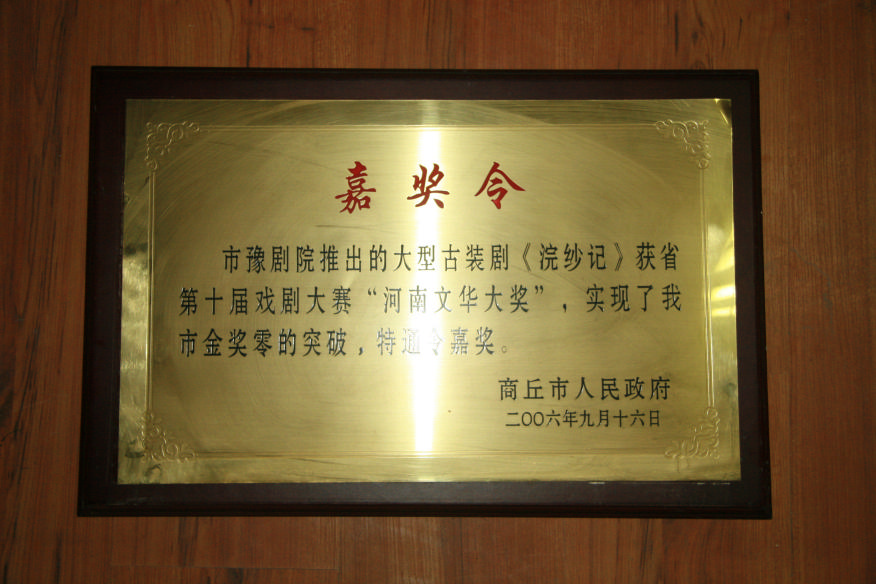 嘉奖令
市豫剧院推出的大型古装剧《浣纱记》获省
第十届戏剧大赛“河南文华大奖”，实现了我
市金奖零的突破，特通令嘉奖。
商丘市人民政府
二〇〇六年九月十六日